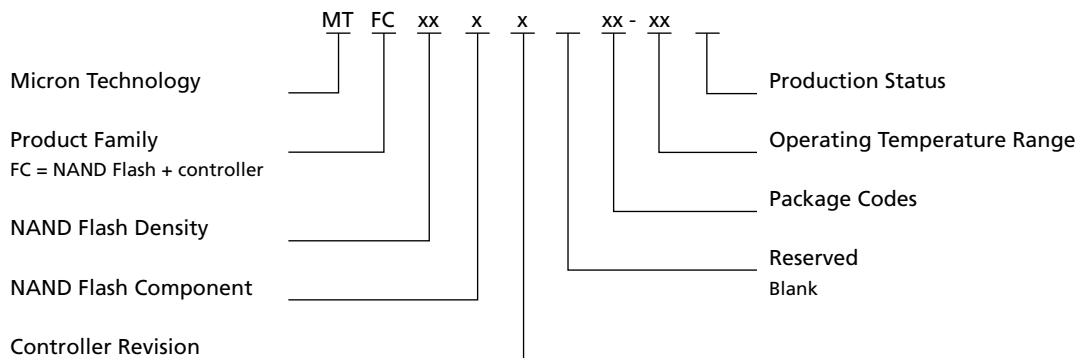 MT FC xx x x xx - xx
Micron Technology
Product Family
FC = NAND Flash + controller
NAND Flash Density
NAND Flash Component
Controller Revision
Production Status
Operating Temperature Range
Package Codes
Reserved
Blank